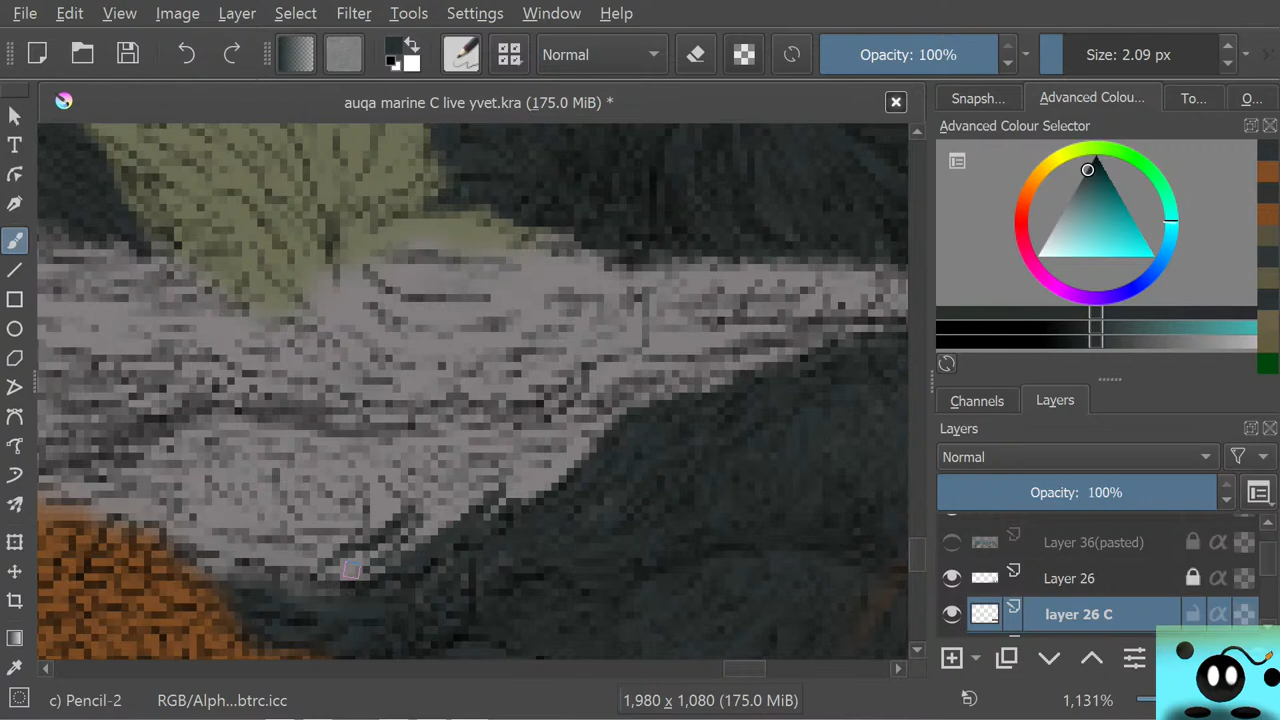 File Edit View Image Layer Select Filter Tools Settings Window Help
Normal Opacity: 100% Size: 2.09 px
auqa marine C live yvet.kra (175.0 MiB) *
Snapsh... Advanced Colou... To... O...
Advanced Colour Selector
Channels Layers
Layers
Normal
Opacity: 100%
Layer 36(pasted)
Layer 26
layer 26 C
c) Pencil-2 RGB/Alph...btrc.icc 1,980 x 1,080 (175.0 MiB) 1,131%